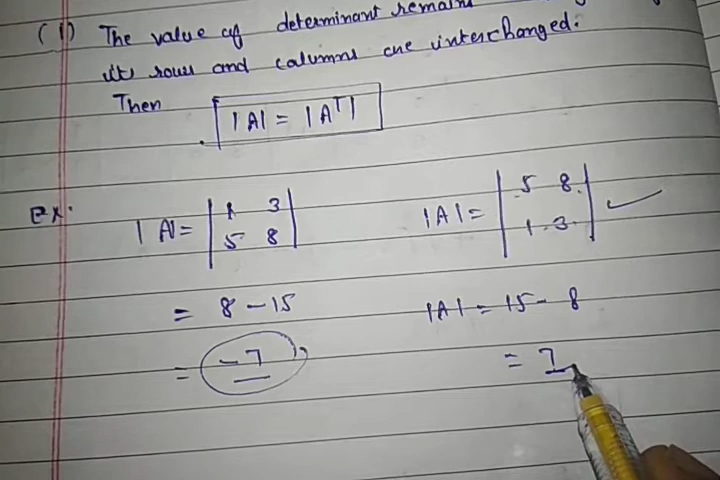 (1) The value of determinant remains
its rows and columns are interchanged.
Then
|A| = |Aᵀ|
Ex.
|A| = | 1 3 |
| 5 8 |
= 8 - 15
= -7
|A| = | 5 8 |
| 1 3 |
|A| = 15 - 8
= 7